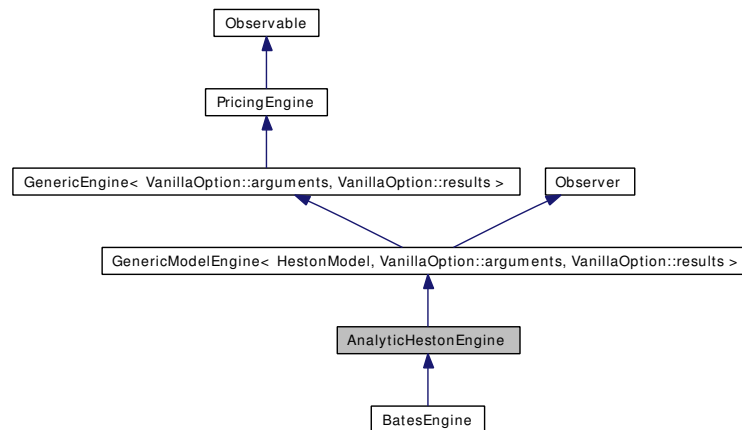 Observable
PricingEngine
GenericEngine< VanillaOption::arguments, VanillaOption::results >
Observer
GenericModelEngine< HestonModel, VanillaOption::arguments, VanillaOption::results >
AnalyticHestonEngine
BatesEngine